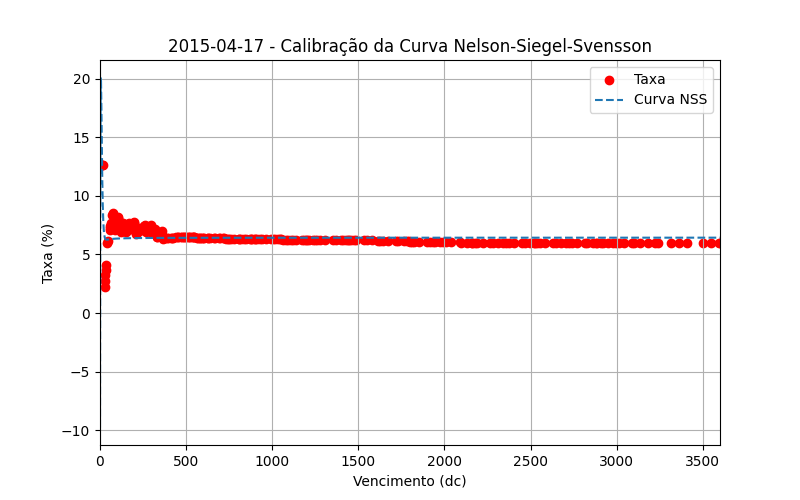 2015-04-17 - Calibração da Curva Nelson-Siegel-Svensson
Taxa
Curva NSS
Taxa (%)
20
15
10
5
0
−5
−10
0 500 1000 1500 2000 2500 3000 3500
Vencimento (dc)